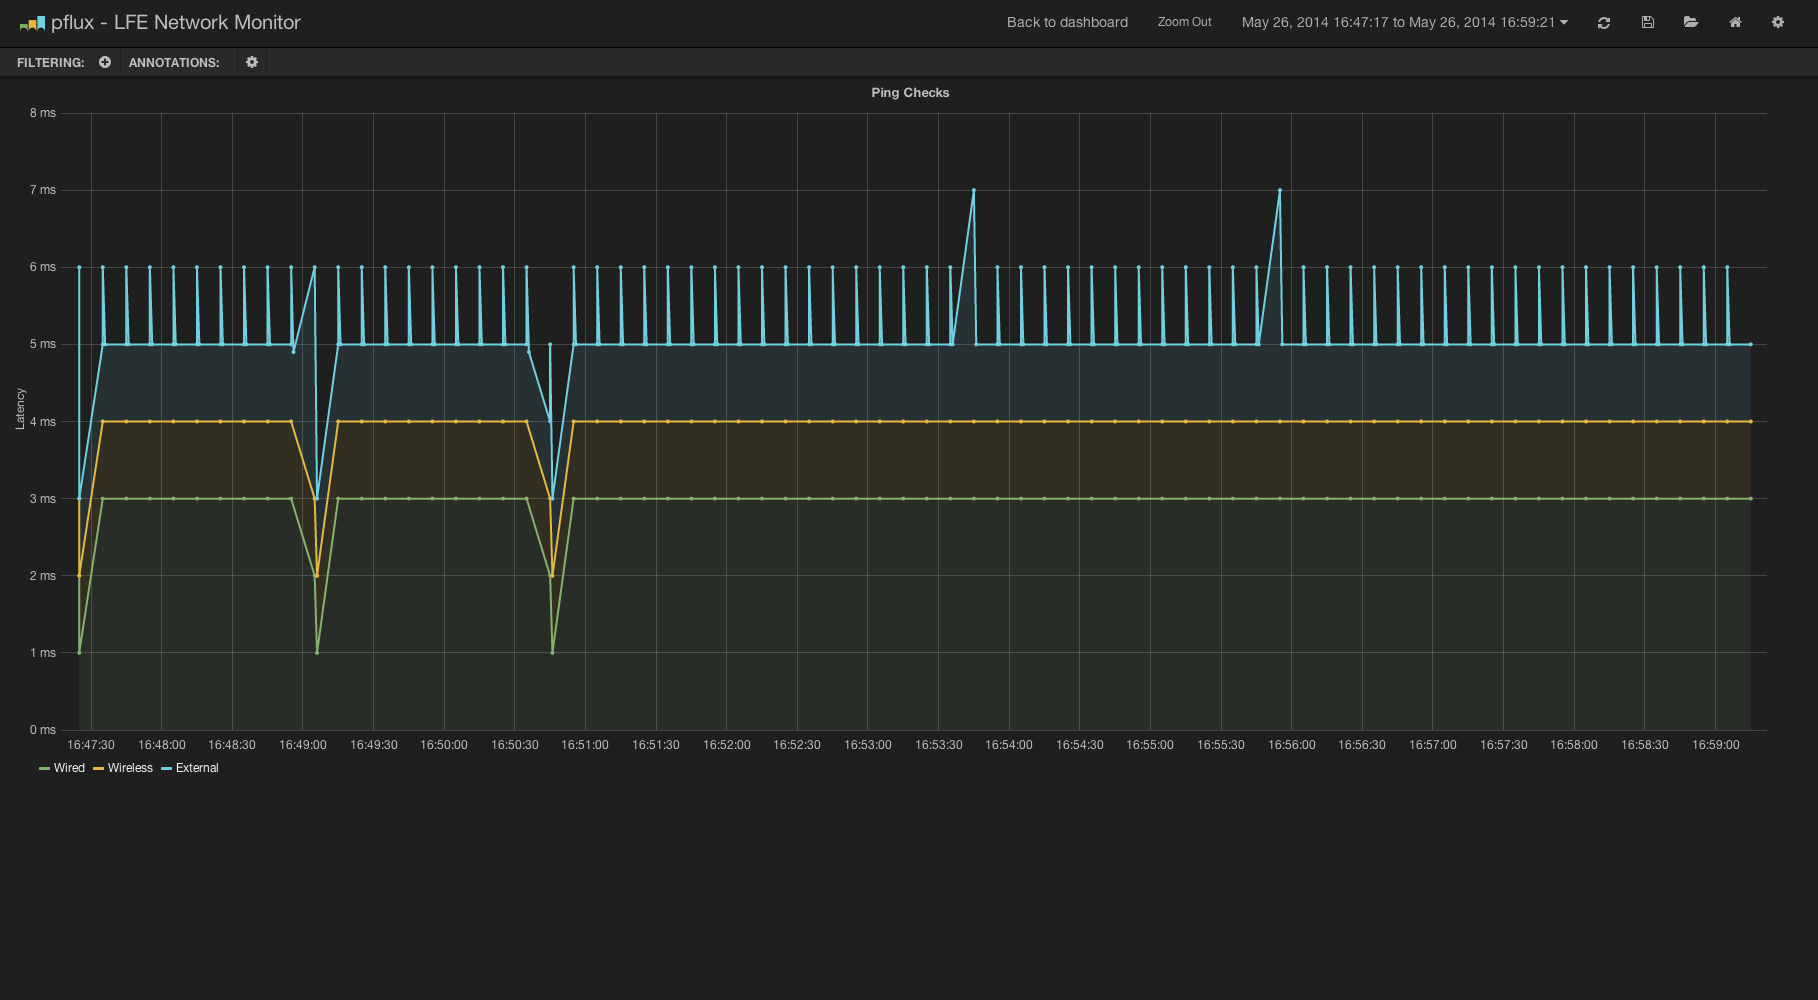 pflux - LFE Network Monitor
Back to dashboard Zoom Out May 26, 2014 16:47:17 to May 26, 2014 16:59:21
FILTERING: ANNOTATIONS:
Ping Checks
8 ms
7 ms
6 ms
5 ms
4 ms
3 ms
2 ms
1 ms
0 ms
Latency
16:47:30 16:48:00 16:48:30 16:49:00 16:49:30 16:50:00 16:50:30 16:51:00 16:51:30 16:52:00 16:52:30 16:53:00 16:53:30 16:54:00 16:54:30 16:55:00 16:55:30 16:56:00 16:56:30 16:57:00 16:57:30 16:58:00 16:58:30 16:59:00
Wired Wireless External